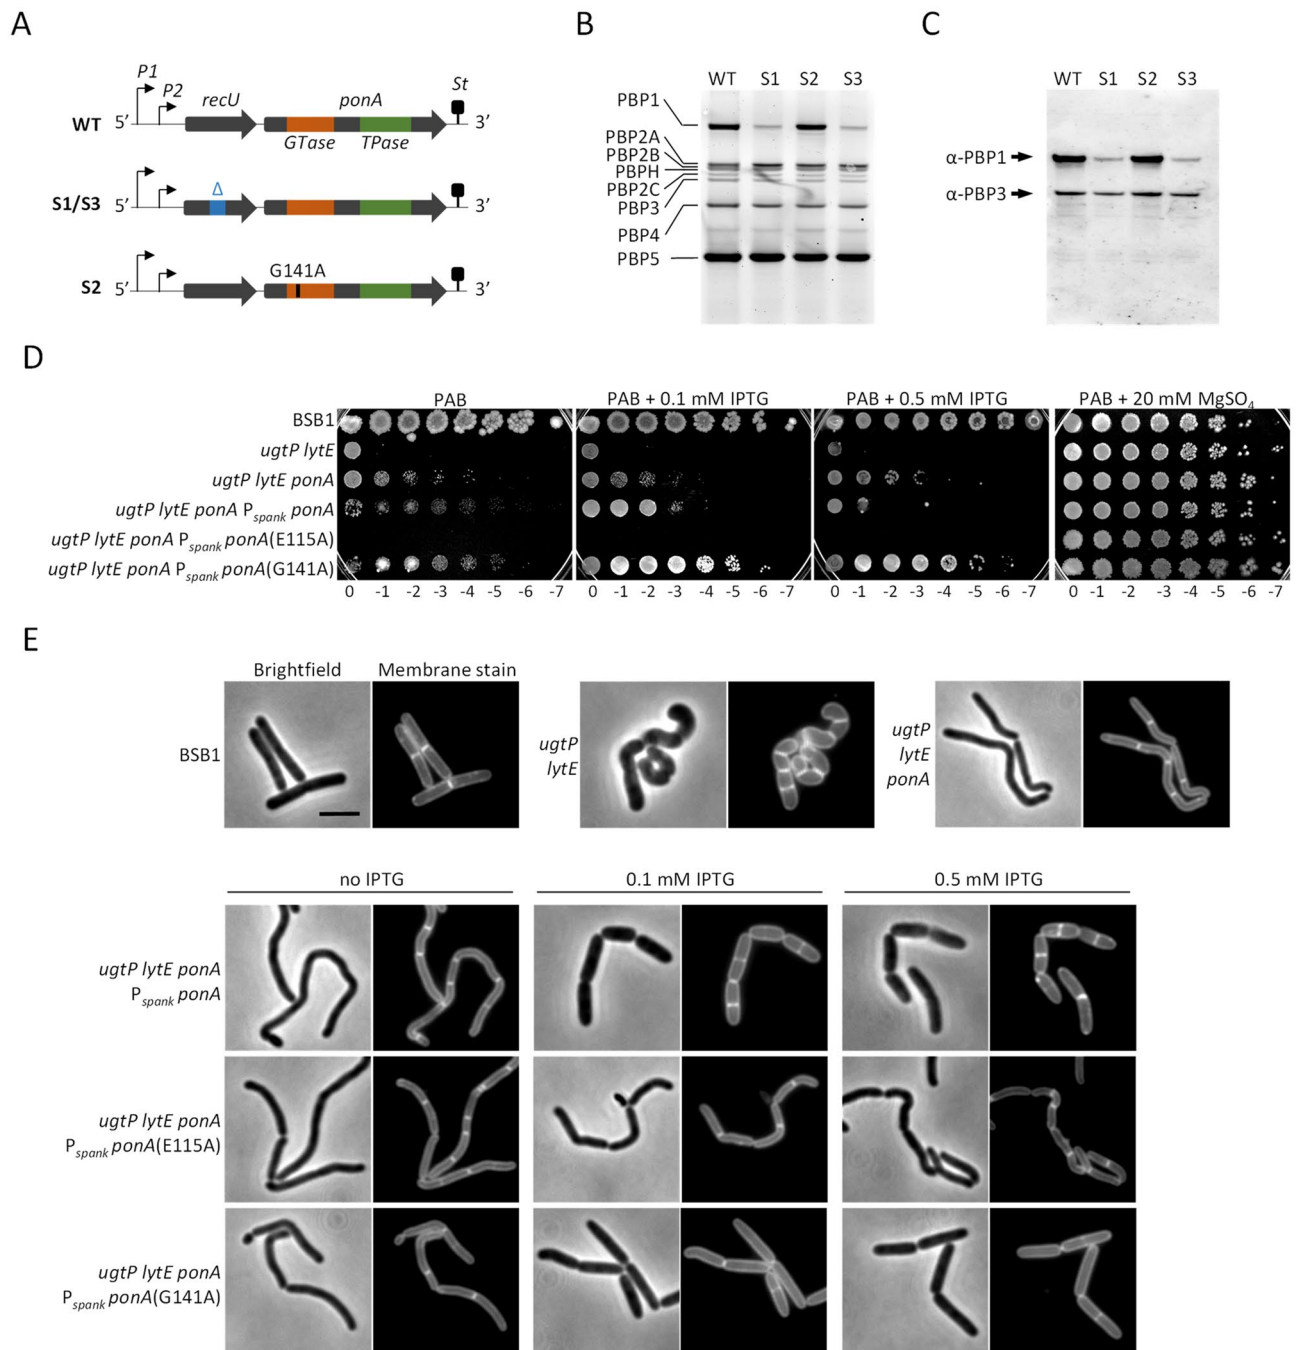 A
P1
P2
recU
ponA
St
WT
5’
3’
GTase
TPase
Δ
S1/S3
5’
3’
G141A
S2
5’
3’
B
WT
S1
S2
S3
PBP1
PBP2A
PBP2B
PBPH
PBP2C
PBP3
PBP4
PBP5
C
WT
S1
S2
S3
α-PBP1
α-PBP3
D
PAB
PAB + 0.1 mM IPTG
PAB + 0.5 mM IPTG
PAB + 20 mM MgSO4
BSB1
ugtP lytE
ugtP lytE ponA
ugtP lytE ponA Pspank ponA
ugtP lytE ponA Pspank ponA(E115A)
ugtP lytE ponA Pspank ponA(G141A)
0 -1 -2 -3 -4 -5 -6 -7
0 -1 -2 -3 -4 -5 -6 -7
0 -1 -2 -3 -4 -5 -6 -7
0 -1 -2 -3 -4 -5 -6 -7
E
Brightfield
Membrane stain
BSB1
ugtP
lytE
ugtP
lytE
ponA
no IPTG
0.1 mM IPTG
0.5 mM IPTG
ugtP lytE ponA
Pspank ponA
ugtP lytE ponA
Pspank ponA(E115A)
ugtP lytE ponA
Pspank ponA(G141A)